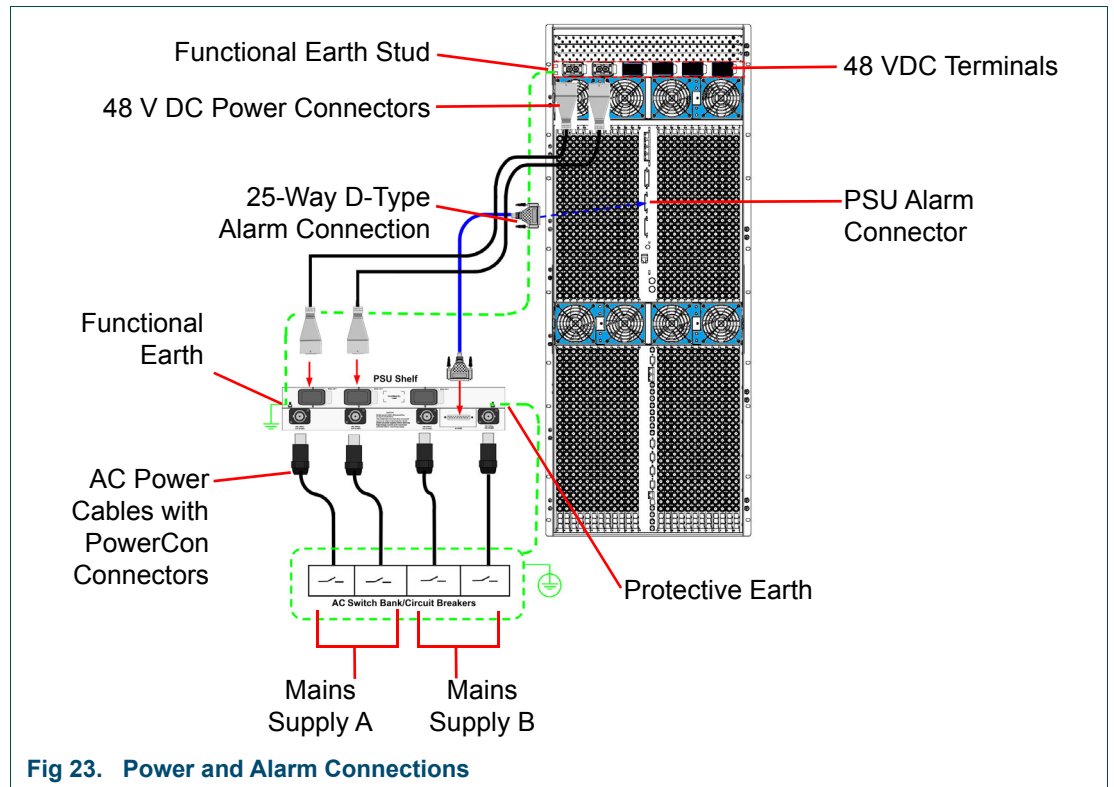 Functional Earth Stud
48 VDC Terminals
48 V DC Power Connectors
25-Way D-Type
Alarm Connection
PSU Alarm
Connector
Functional
Earth
PSU Shelf
AC Power
Cables with
PowerCon
Connectors
Protective Earth
AC Switch Bank/Circuit Breakers
Mains
Supply A
Mains
Supply B
Fig 23. Power and Alarm Connections